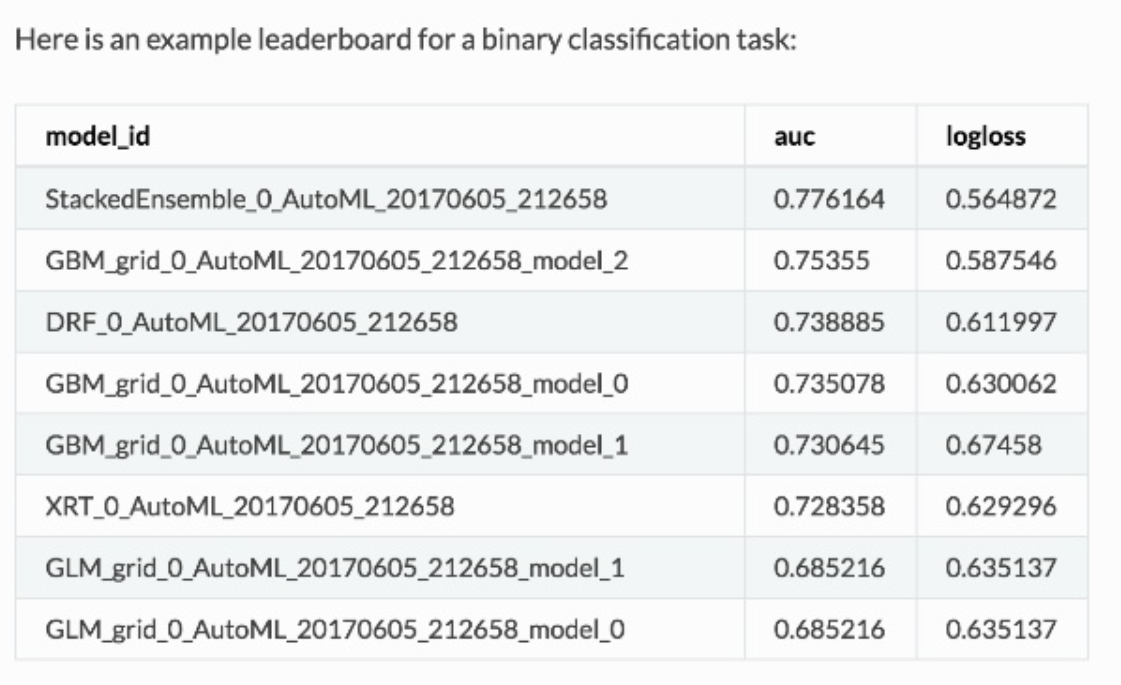 Here is an example leaderboard for a binary classification task:
model_id auc logloss
StackedEnsemble_0_AutoML_20170605_212658 0.776164 0.564872
GBM_grid_0_AutoML_20170605_212658_model_2 0.75355 0.587546
DRF_0_AutoML_20170605_212658 0.738885 0.611997
GBM_grid_0_AutoML_20170605_212658_model_0 0.735078 0.630062
GBM_grid_0_AutoML_20170605_212658_model_1 0.730645 0.67458
XRT_0_AutoML_20170605_212658 0.728358 0.629296
GLM_grid_0_AutoML_20170605_212658_model_1 0.685216 0.635137
GLM_grid_0_AutoML_20170605_212658_model_0 0.685216 0.635137